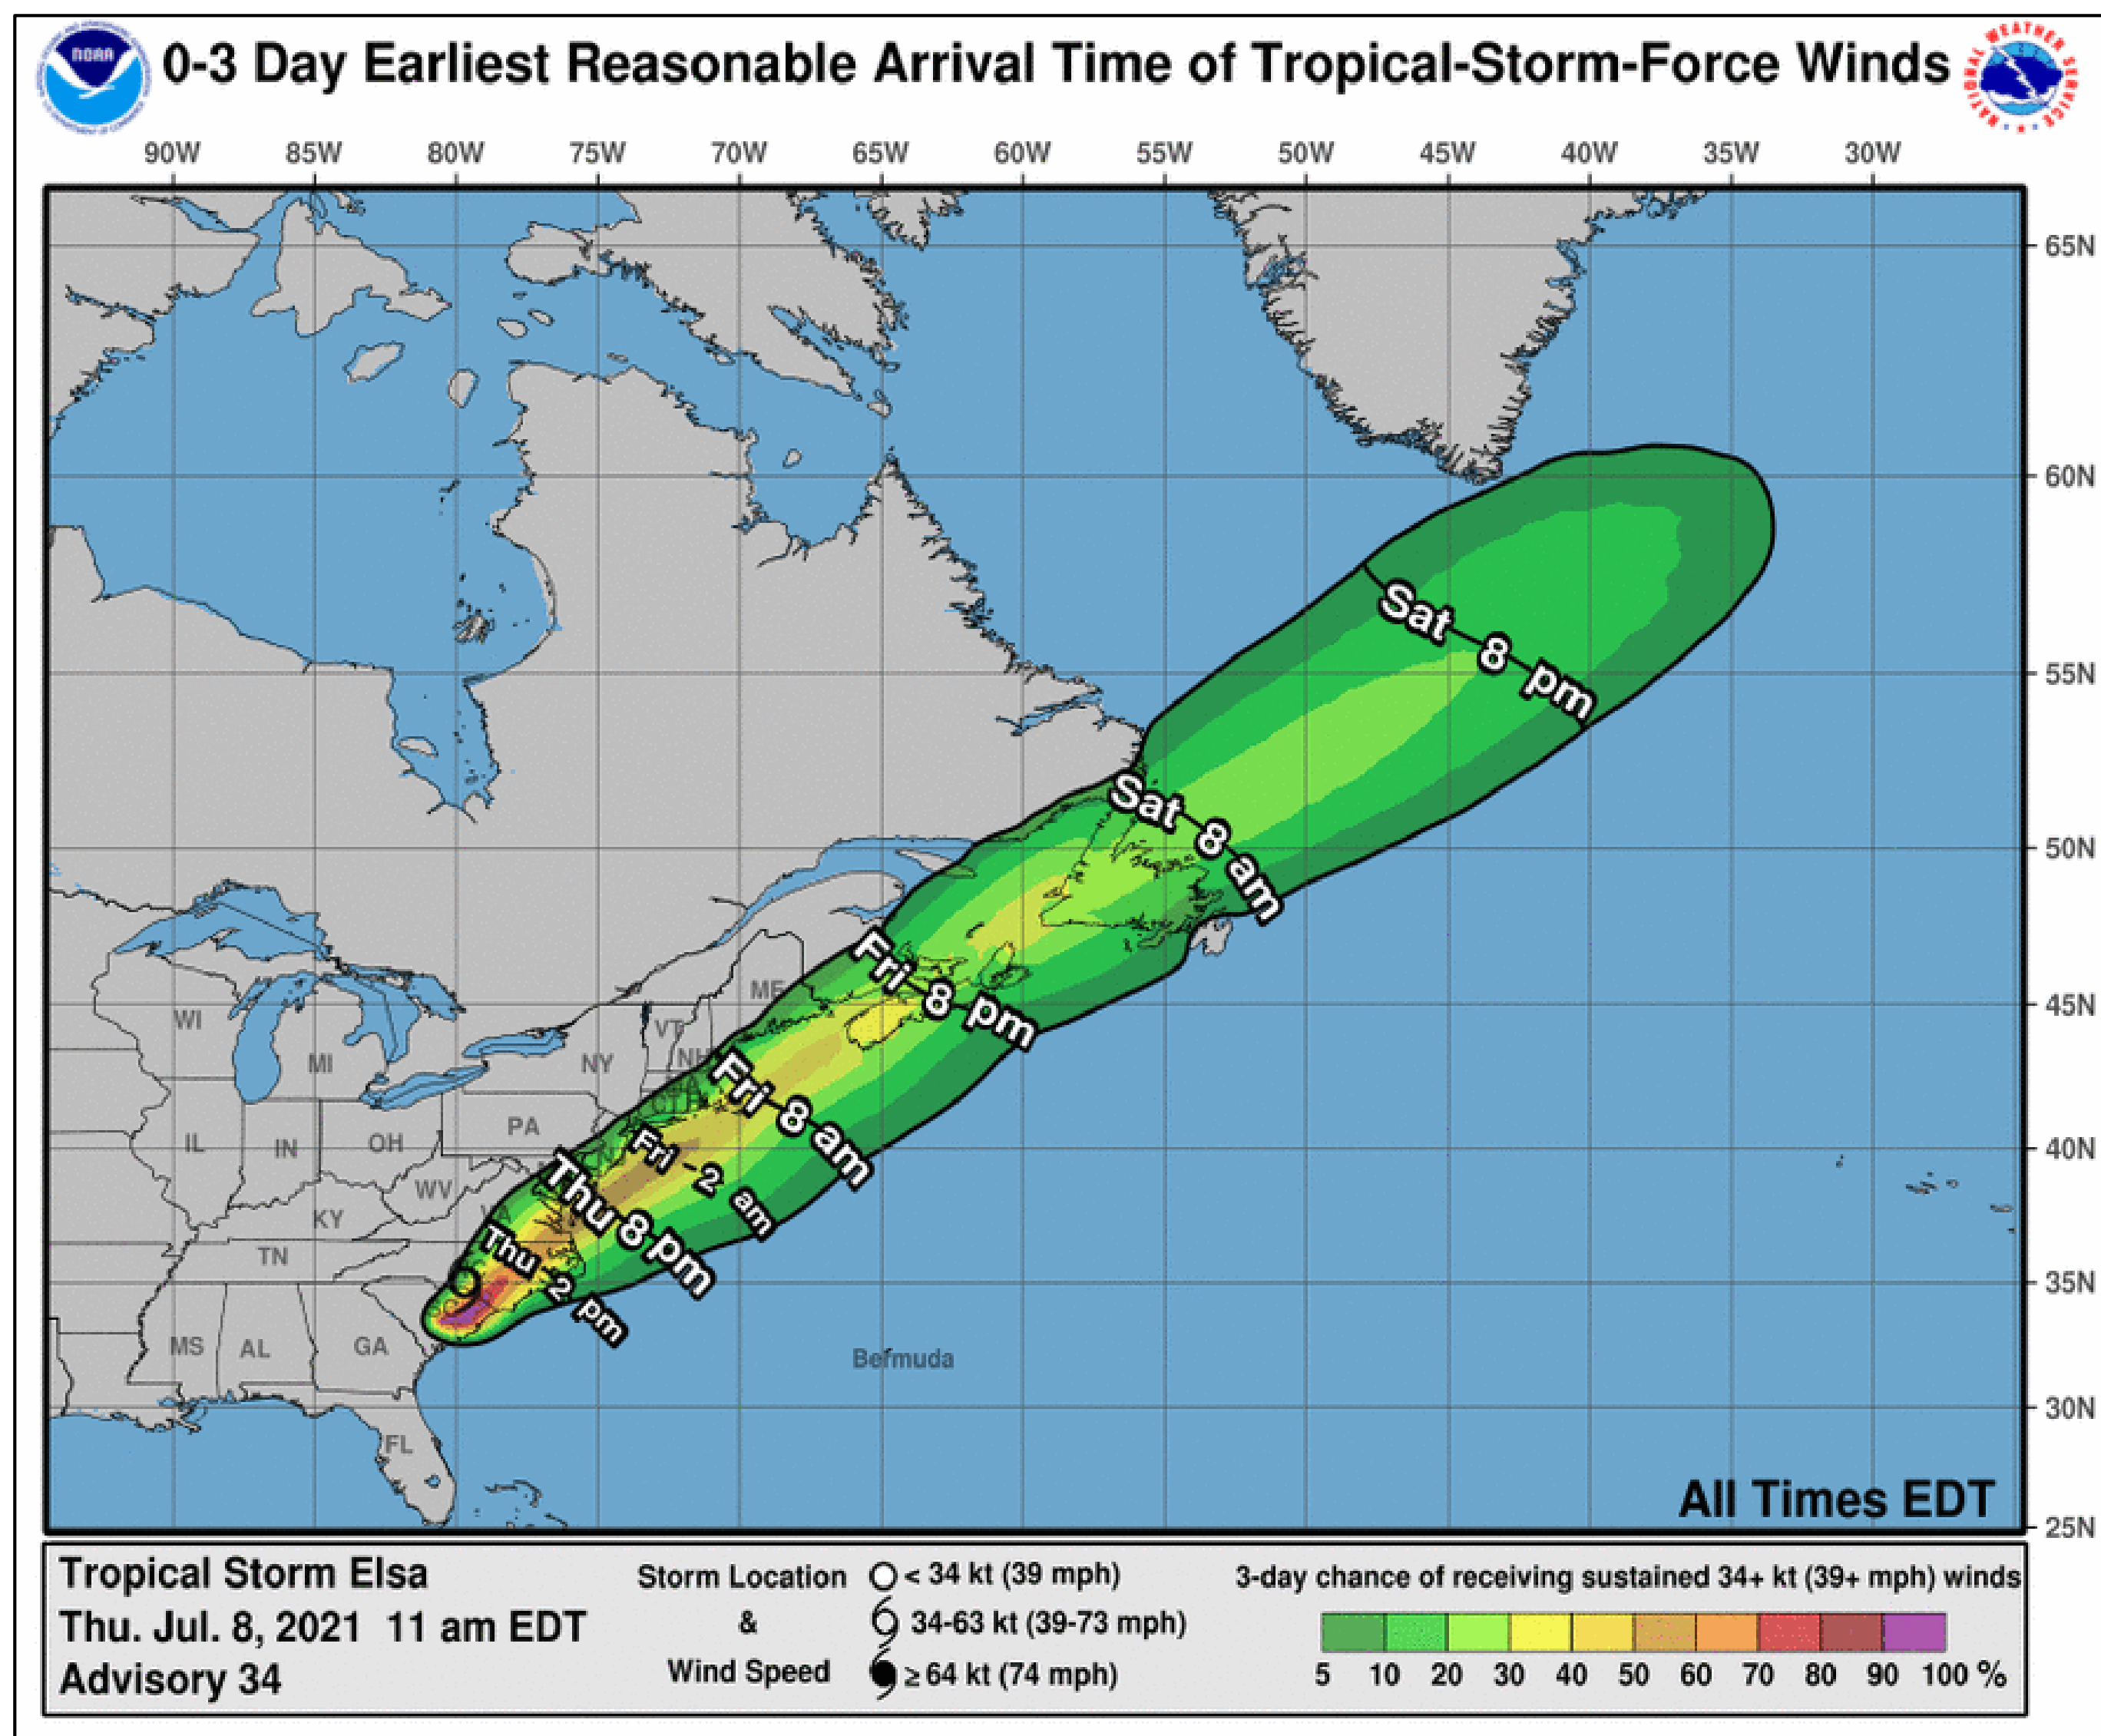 NOAA
0-3 Day Earliest Reasonable Arrival Time of Tropical-Storm-Force Winds
NATIONAL WEATHER SERVICE
90W 85W 80W 75W 70W 65W 60W 55W 50W 45W 40W 35W 30W
65N
60N
55N
50N
45N
40N
35N
30N
25N
Sat 8 pm
Sat 8 am
Fri 8 pm
Fri 8 am
Fri 2 am
Thu 8 pm
Thu 2 pm
ME
WI
VT
NH
MI
NY
MA
PA
IL
IN
OH
WV
KY
VA
TN
MS
AL
GA
FL
Bermuda
All Times EDT
Tropical Storm Elsa
Thu. Jul. 8, 2021 11 am EDT
Advisory 34
Storm Location
&
Wind Speed
< 34 kt (39 mph)
34-63 kt (39-73 mph)
≥ 64 kt (74 mph)
3-day chance of receiving sustained 34+ kt (39+ mph) winds
5 10 20 30 40 50 60 70 80 90 100 %